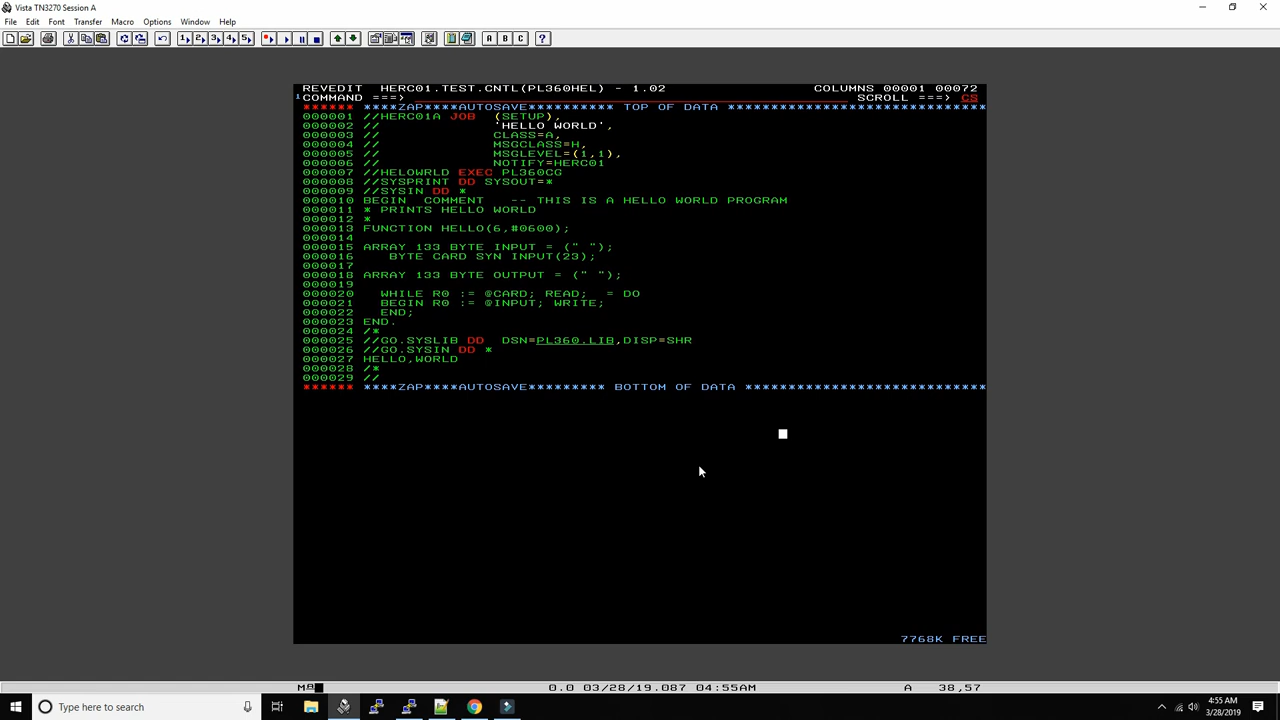 Vista TN3270 Session A
File Edit Font Transfer Macro Options Window Help
1 2 3 4 5 A B C ?
REVEDIT HERC01.TEST.CNTL(PL360HEL) - 1.02 COLUMNS 00001 00072
COMMAND ===> SCROLL ===> CS
****** ****ZAP****AUTOSAVE********** TOP OF DATA ******************************
000001 //HERC01A JOB (SETUP),
000002 // 'HELLO WORLD',
000003 // CLASS=A,
000004 // MSGCLASS=H,
000005 // MSGLEVEL=(1,1),
000006 // NOTIFY=HERC01
000007 //HELOWRLD EXEC PL360CG
000008 //SYSPRINT DD SYSOUT=*
000009 //SYSIN DD *
000010 BEGIN COMMENT -- THIS IS A HELLO WORLD PROGRAM
000011 * PRINTS HELLO WORLD
000012 *
000013 FUNCTION HELLO(6,#0600);
000014
000015 ARRAY 133 BYTE INPUT = (" ");
000016 BYTE CARD SYN INPUT(23);
000017
000018 ARRAY 133 BYTE OUTPUT = (" ");
000019
000020 WHILE R0 := @CARD; READ; = DO
000021 BEGIN R0 := @INPUT; WRITE;
000022 END;
000023 END.
000024 /*
000025 //GO.SYSLIB DD DSN=PL360.LIB,DISP=SHR
000026 //GO.SYSIN DD *
000027 HELLO,WORLD
000028 /*
000029 //
****** ****ZAP****AUTOSAVE********* BOTTOM OF DATA ****************************
7768K FREE
MA 0.0 03/28/19.087 04:55AM A 38,57
Type here to search
4:55 AM
3/28/2019